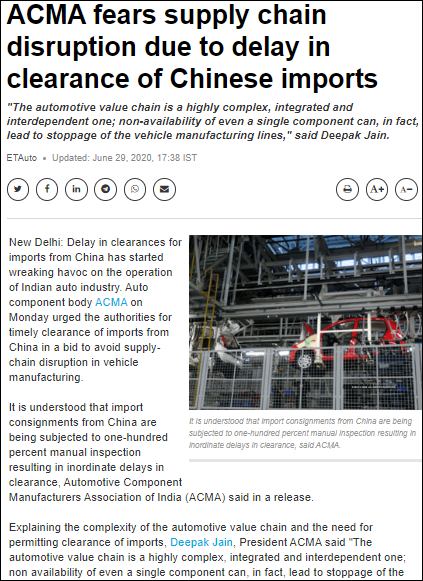 ACMA fears supply chain
disruption due to delay in
clearance of Chinese imports
"The automotive value chain is a highly complex, integrated and
interdependent one; non-availability of even a single component can, in fact,
lead to stoppage of the vehicle manufacturing lines," said Deepak Jain.
ETAuto • Updated: June 29, 2020, 17:38 IST
A+ A-
New Delhi: Delay in clearances for
imports from China has started
wreaking havoc on the operation
of Indian auto industry. Auto
component body ACMA on
Monday urged the authorities for
timely clearance of imports from
China in a bid to avoid supply-
chain disruption in vehicle
manufacturing.
It is understood that import consignments from China are being
subjected to one-hundred percent manual inspection resulting in
inordinate delays in clearance, said ACMA.
It is understood that import
consignments from China are
being subjected to one-hundred
percent manual inspection
resulting in inordinate delays in
clearance, Automotive Component
Manufacturers Association of India (ACMA) said in a release.
Explaining the complexity of the automotive value chain and the need for
permitting clearance of imports, Deepak Jain, President ACMA said "The
automotive value chain is a highly complex, integrated and interdependent one;
non availability of even a single component can, in fact, lead to stoppage of the